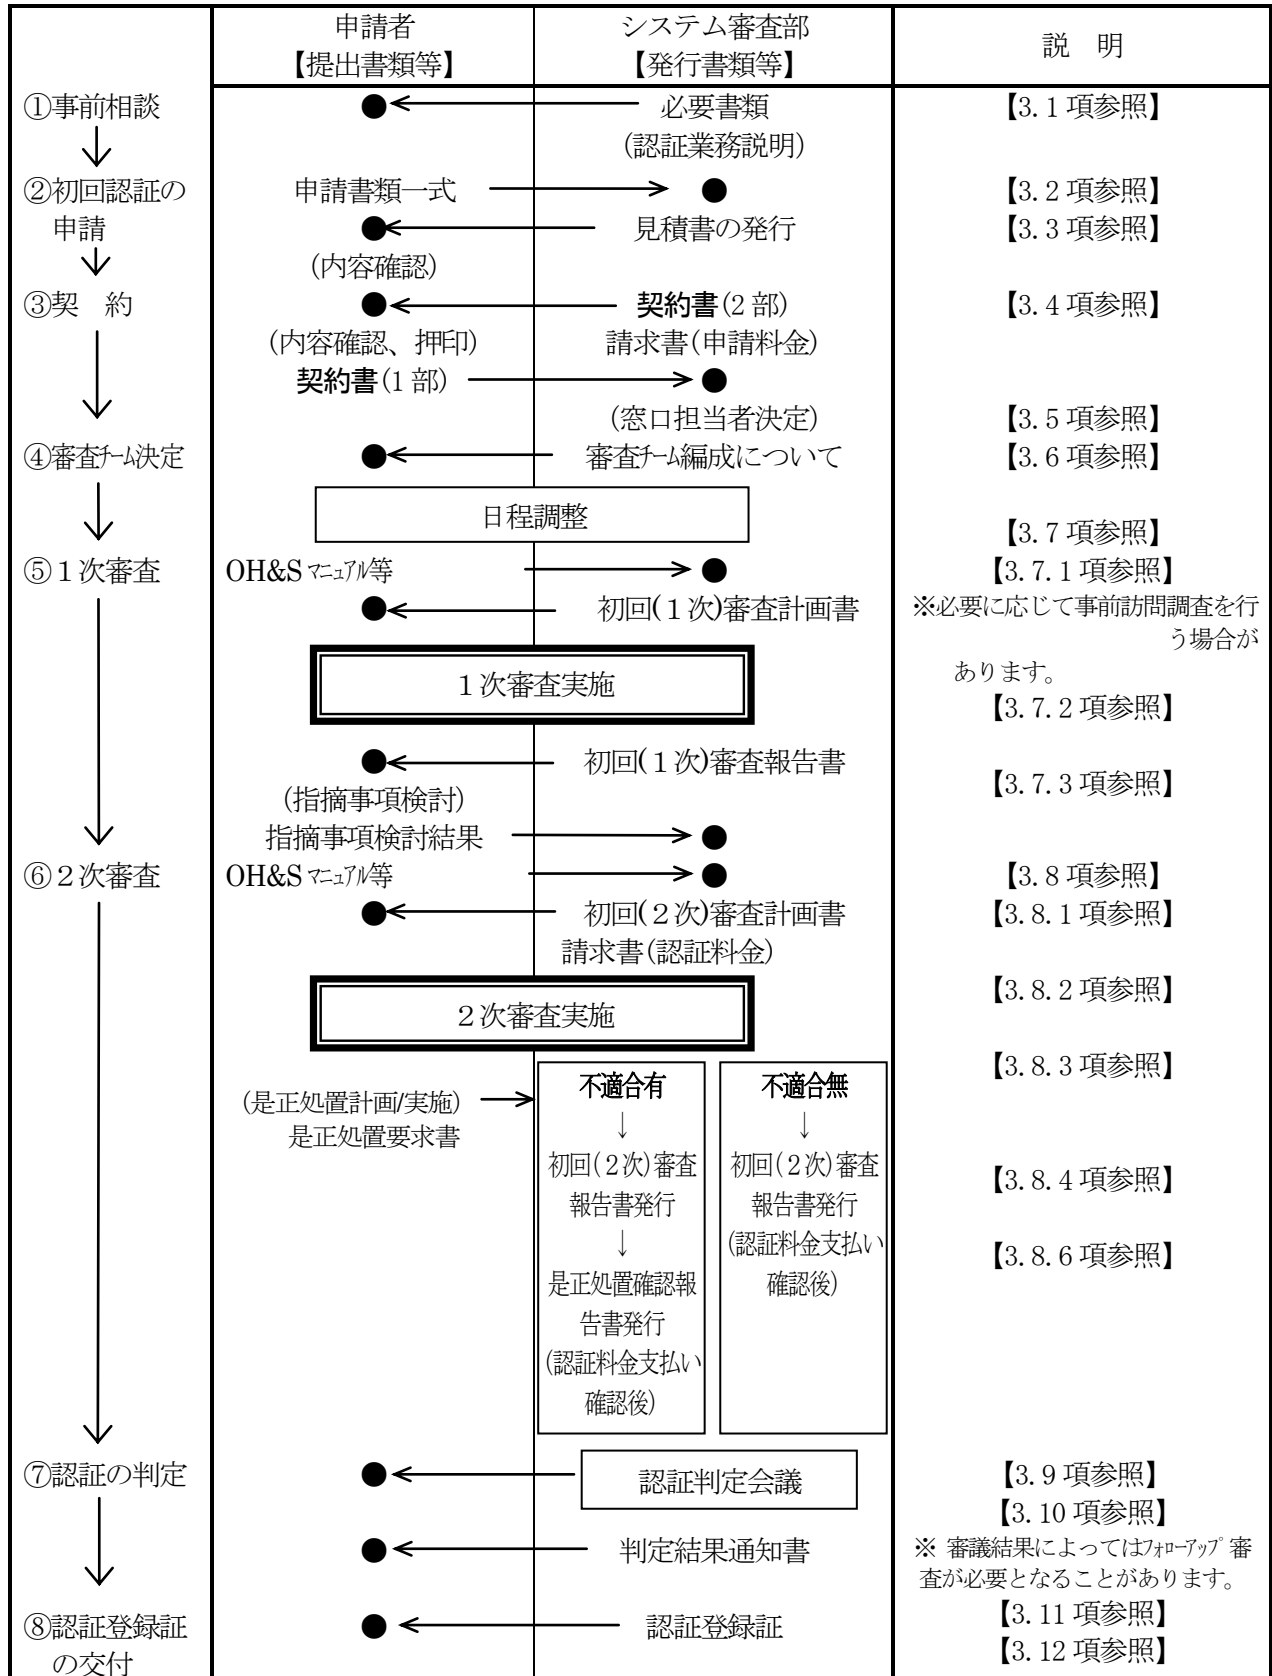 申請者
【提出書類等】
システム審査部
【発行書類等】
説　明
①事前相談
必要書類
(認証業務説明)
【3.1 項参照】
②初回認証の
申請
申請書類一式
【3.2 項参照】
見積書の発行
【3.3 項参照】
(内容確認)
③契　約
契約書(2 部)
【3.4 項参照】
(内容確認、押印)
請求書(申請料金)
契約書(1 部)
(窓口担当者決定)
【3.5 項参照】
④審査ﾁｰﾑ決定
審査ﾁｰﾑ編成について
【3.6 項参照】
日程調整
【3.7 項参照】
⑤１次審査
OH&S ﾏﾆｭｱﾙ等
【3.7.1 項参照】
初回(１次)審査計画書
※必要に応じて事前訪問調査を行
う場合が
あります。
１次審査実施
【3.7.2 項参照】
初回(１次)審査報告書
【3.7.3 項参照】
(指摘事項検討)
指摘事項検討結果
⑥２次審査
OH&S ﾏﾆｭｱﾙ等
【3.8 項参照】
初回(２次)審査計画書
【3.8.1 項参照】
請求書(認証料金)
【3.8.2 項参照】
２次審査実施
【3.8.3 項参照】
(是正処置計画/実施)
是正処置要求書
不適合有
↓
初回(２次)審査
報告書発行
↓
是正処置確認報
告書発行
(認証料金支払い
確認後)
不適合無
↓
初回(２次)審査
報告書発行
(認証料金支払い
確認後)
【3.8.4 項参照】
【3.8.6 項参照】
⑦認証の判定
認証判定会議
【3.9 項参照】
【3.10 項参照】
判定結果通知書
※ 審議結果によってはﾌｫﾛｰｱｯﾌﾟ審
査が必要となることがあります。
⑧認証登録証
の交付
認証登録証
【3.11 項参照】
【3.12 項参照】